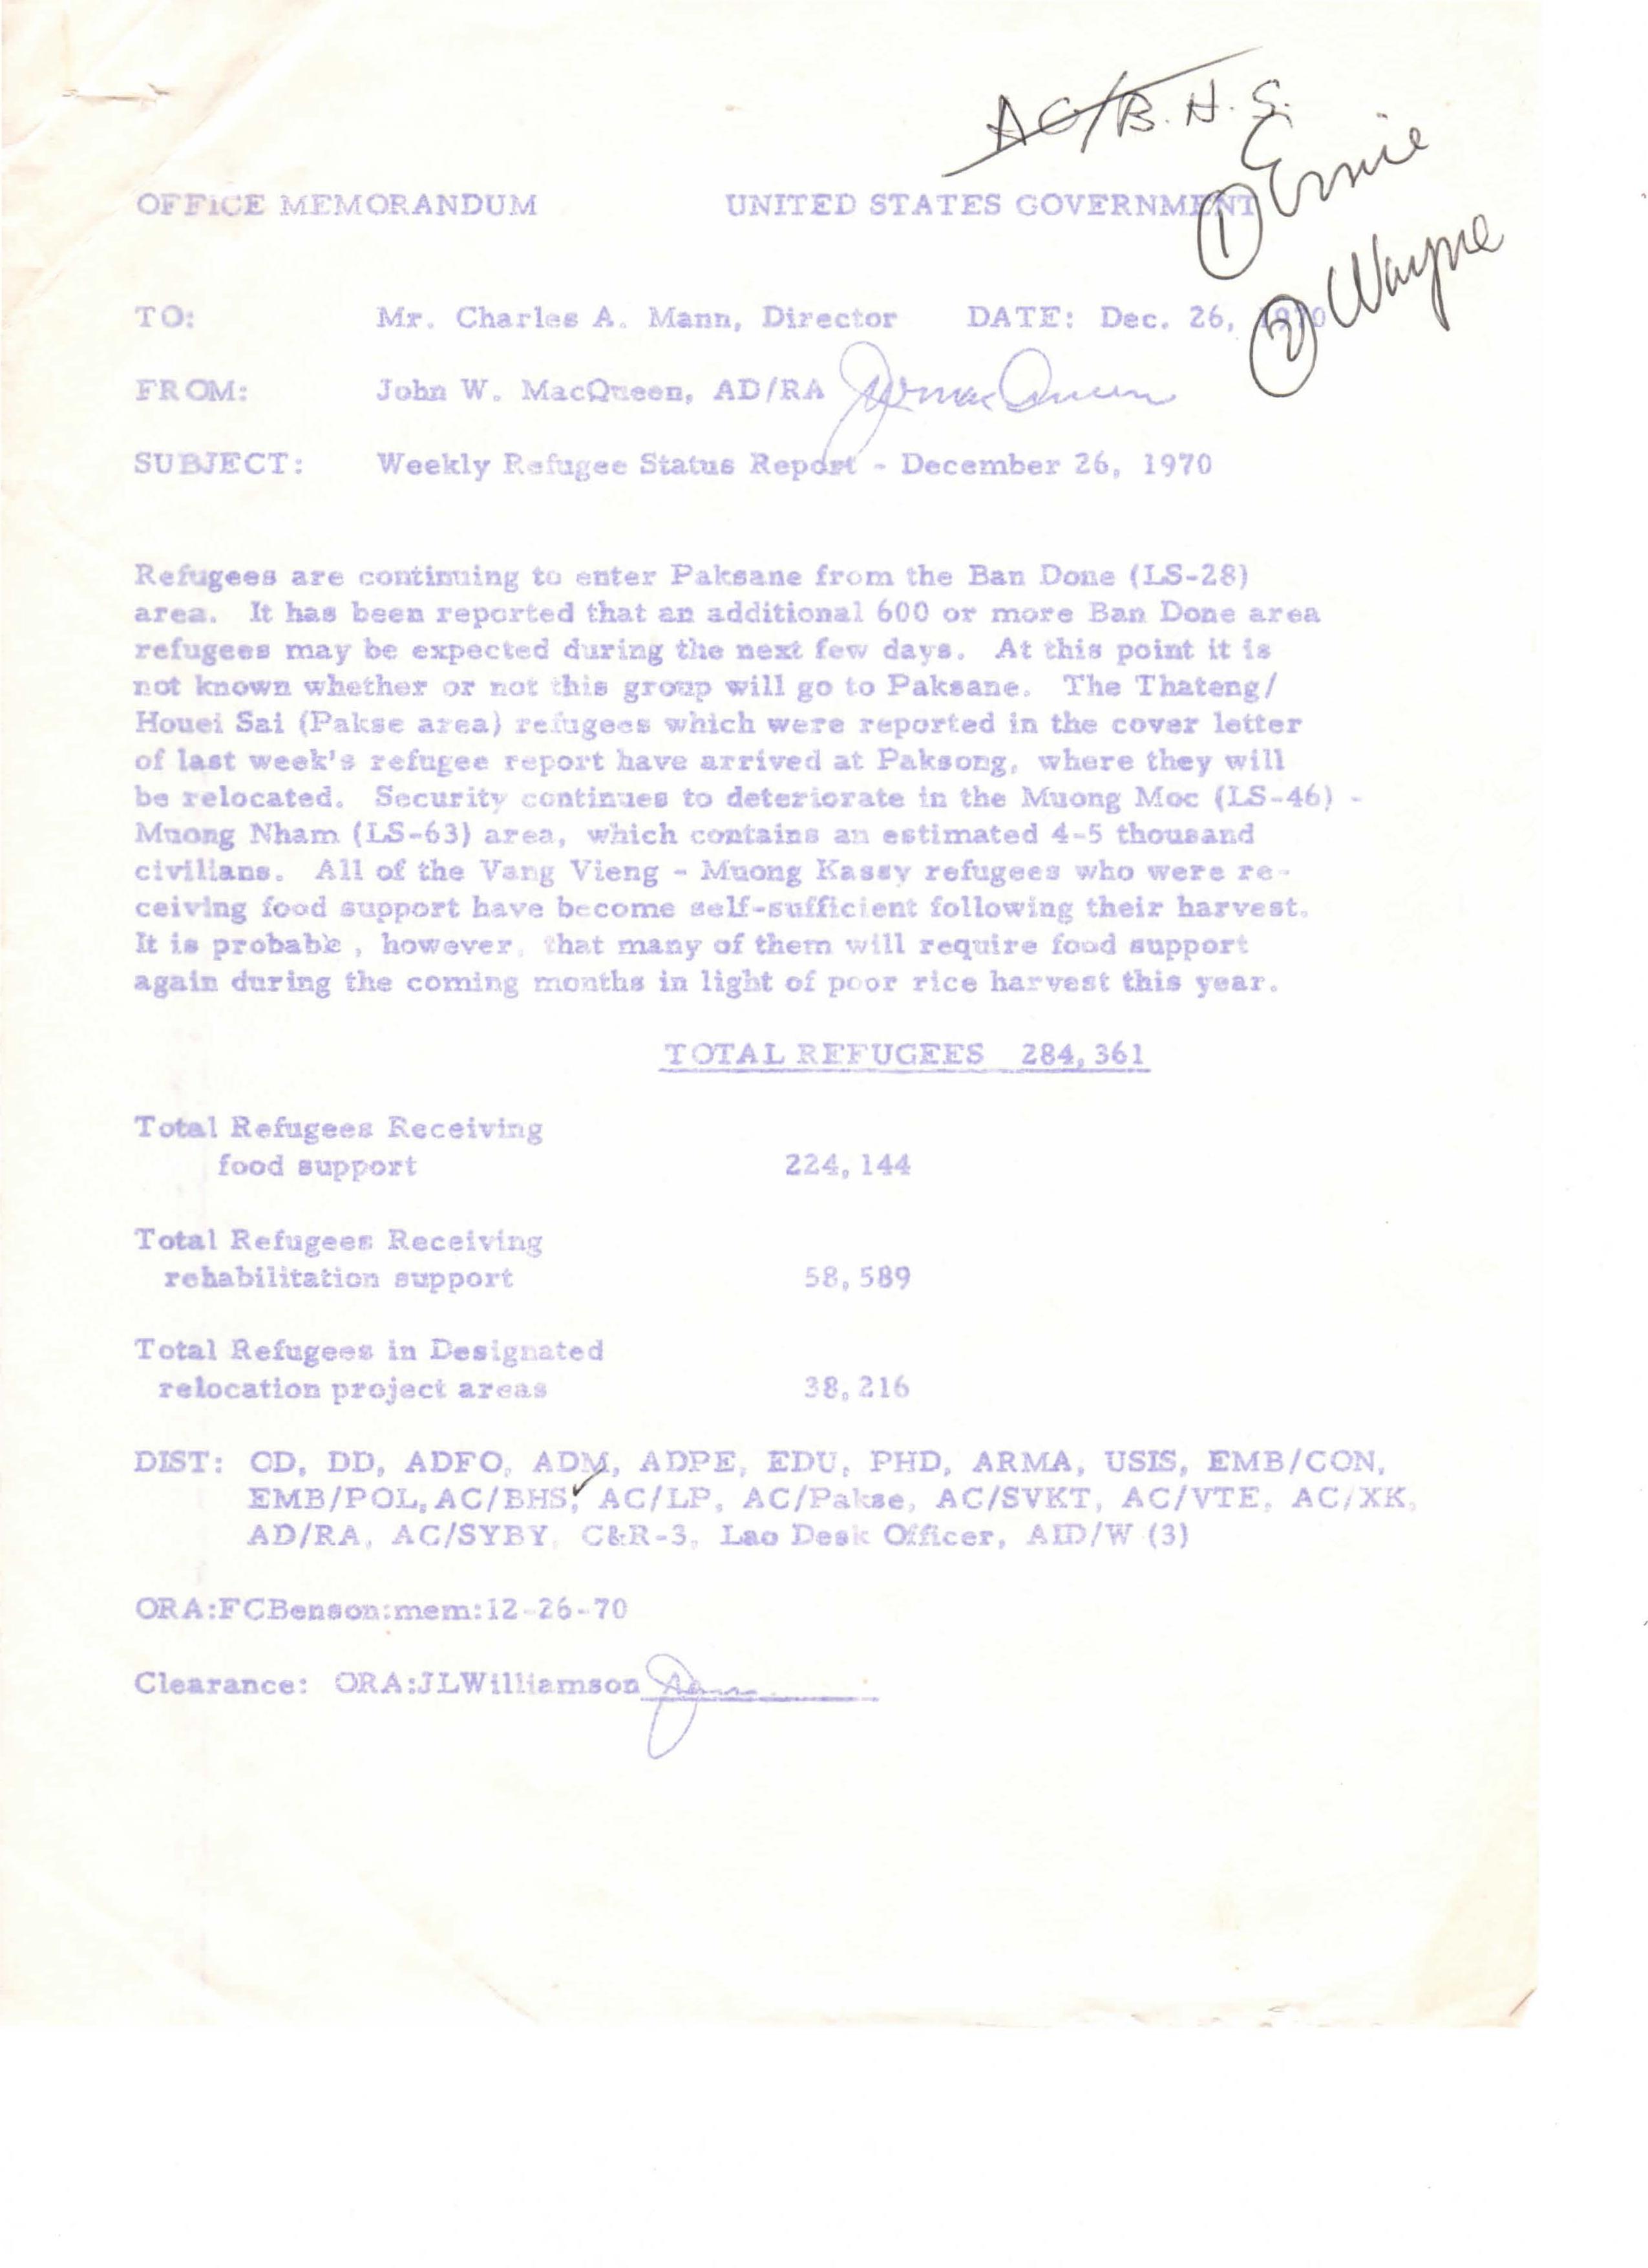 AC/B.H.S.
① Ernie
② Wayne
OFFICE MEMORANDUM UNITED STATES GOVERNMENT
TO: Mr. Charles A. Mann, Director DATE: Dec. 26, 1970
FROM: John W. MacQueen, AD/RA JWMacQueen
SUBJECT: Weekly Refugee Status Report - December 26, 1970
Refugees are continuing to enter Paksane from the Ban Done (LS-28)
area. It has been reported that an additional 600 or more Ban Done area
refugees may be expected during the next few days. At this point it is
not known whether or not this group will go to Paksane. The Thateng/
Houei Sai (Pakse area) refugees which were reported in the cover letter
of last week's refugee report have arrived at Paksong, where they will
be relocated. Security continues to deteriorate in the Muong Moc (LS-46) -
Muong Nham (LS-63) area, which contains an estimated 4-5 thousand
civilians. All of the Vang Vieng - Muong Kassy refugees who were re-
ceiving food support have become self-sufficient following their harvest.
It is probable, however, that many of them will require food support
again during the coming months in light of poor rice harvest this year.
TOTAL REFUGEES 284,361
Total Refugees Receiving
food support 224,144
Total Refugees Receiving
rehabilitation support 58,589
Total Refugees in Designated
relocation project areas 38,216
DIST: OD, DD, ADFO, ADM, ADPE, EDU, PHD, ARMA, USIS, EMB/CON,
EMB/POL, AC/BHS, AC/LP, AC/Pakse, AC/SVKT, AC/VTE, AC/XK,
AD/RA, AC/SYBY, C&R-3, Lao Desk Officer, AID/W (3)
ORA:FCBenson:mem:12-26-70
Clearance: ORA:JLWilliamson